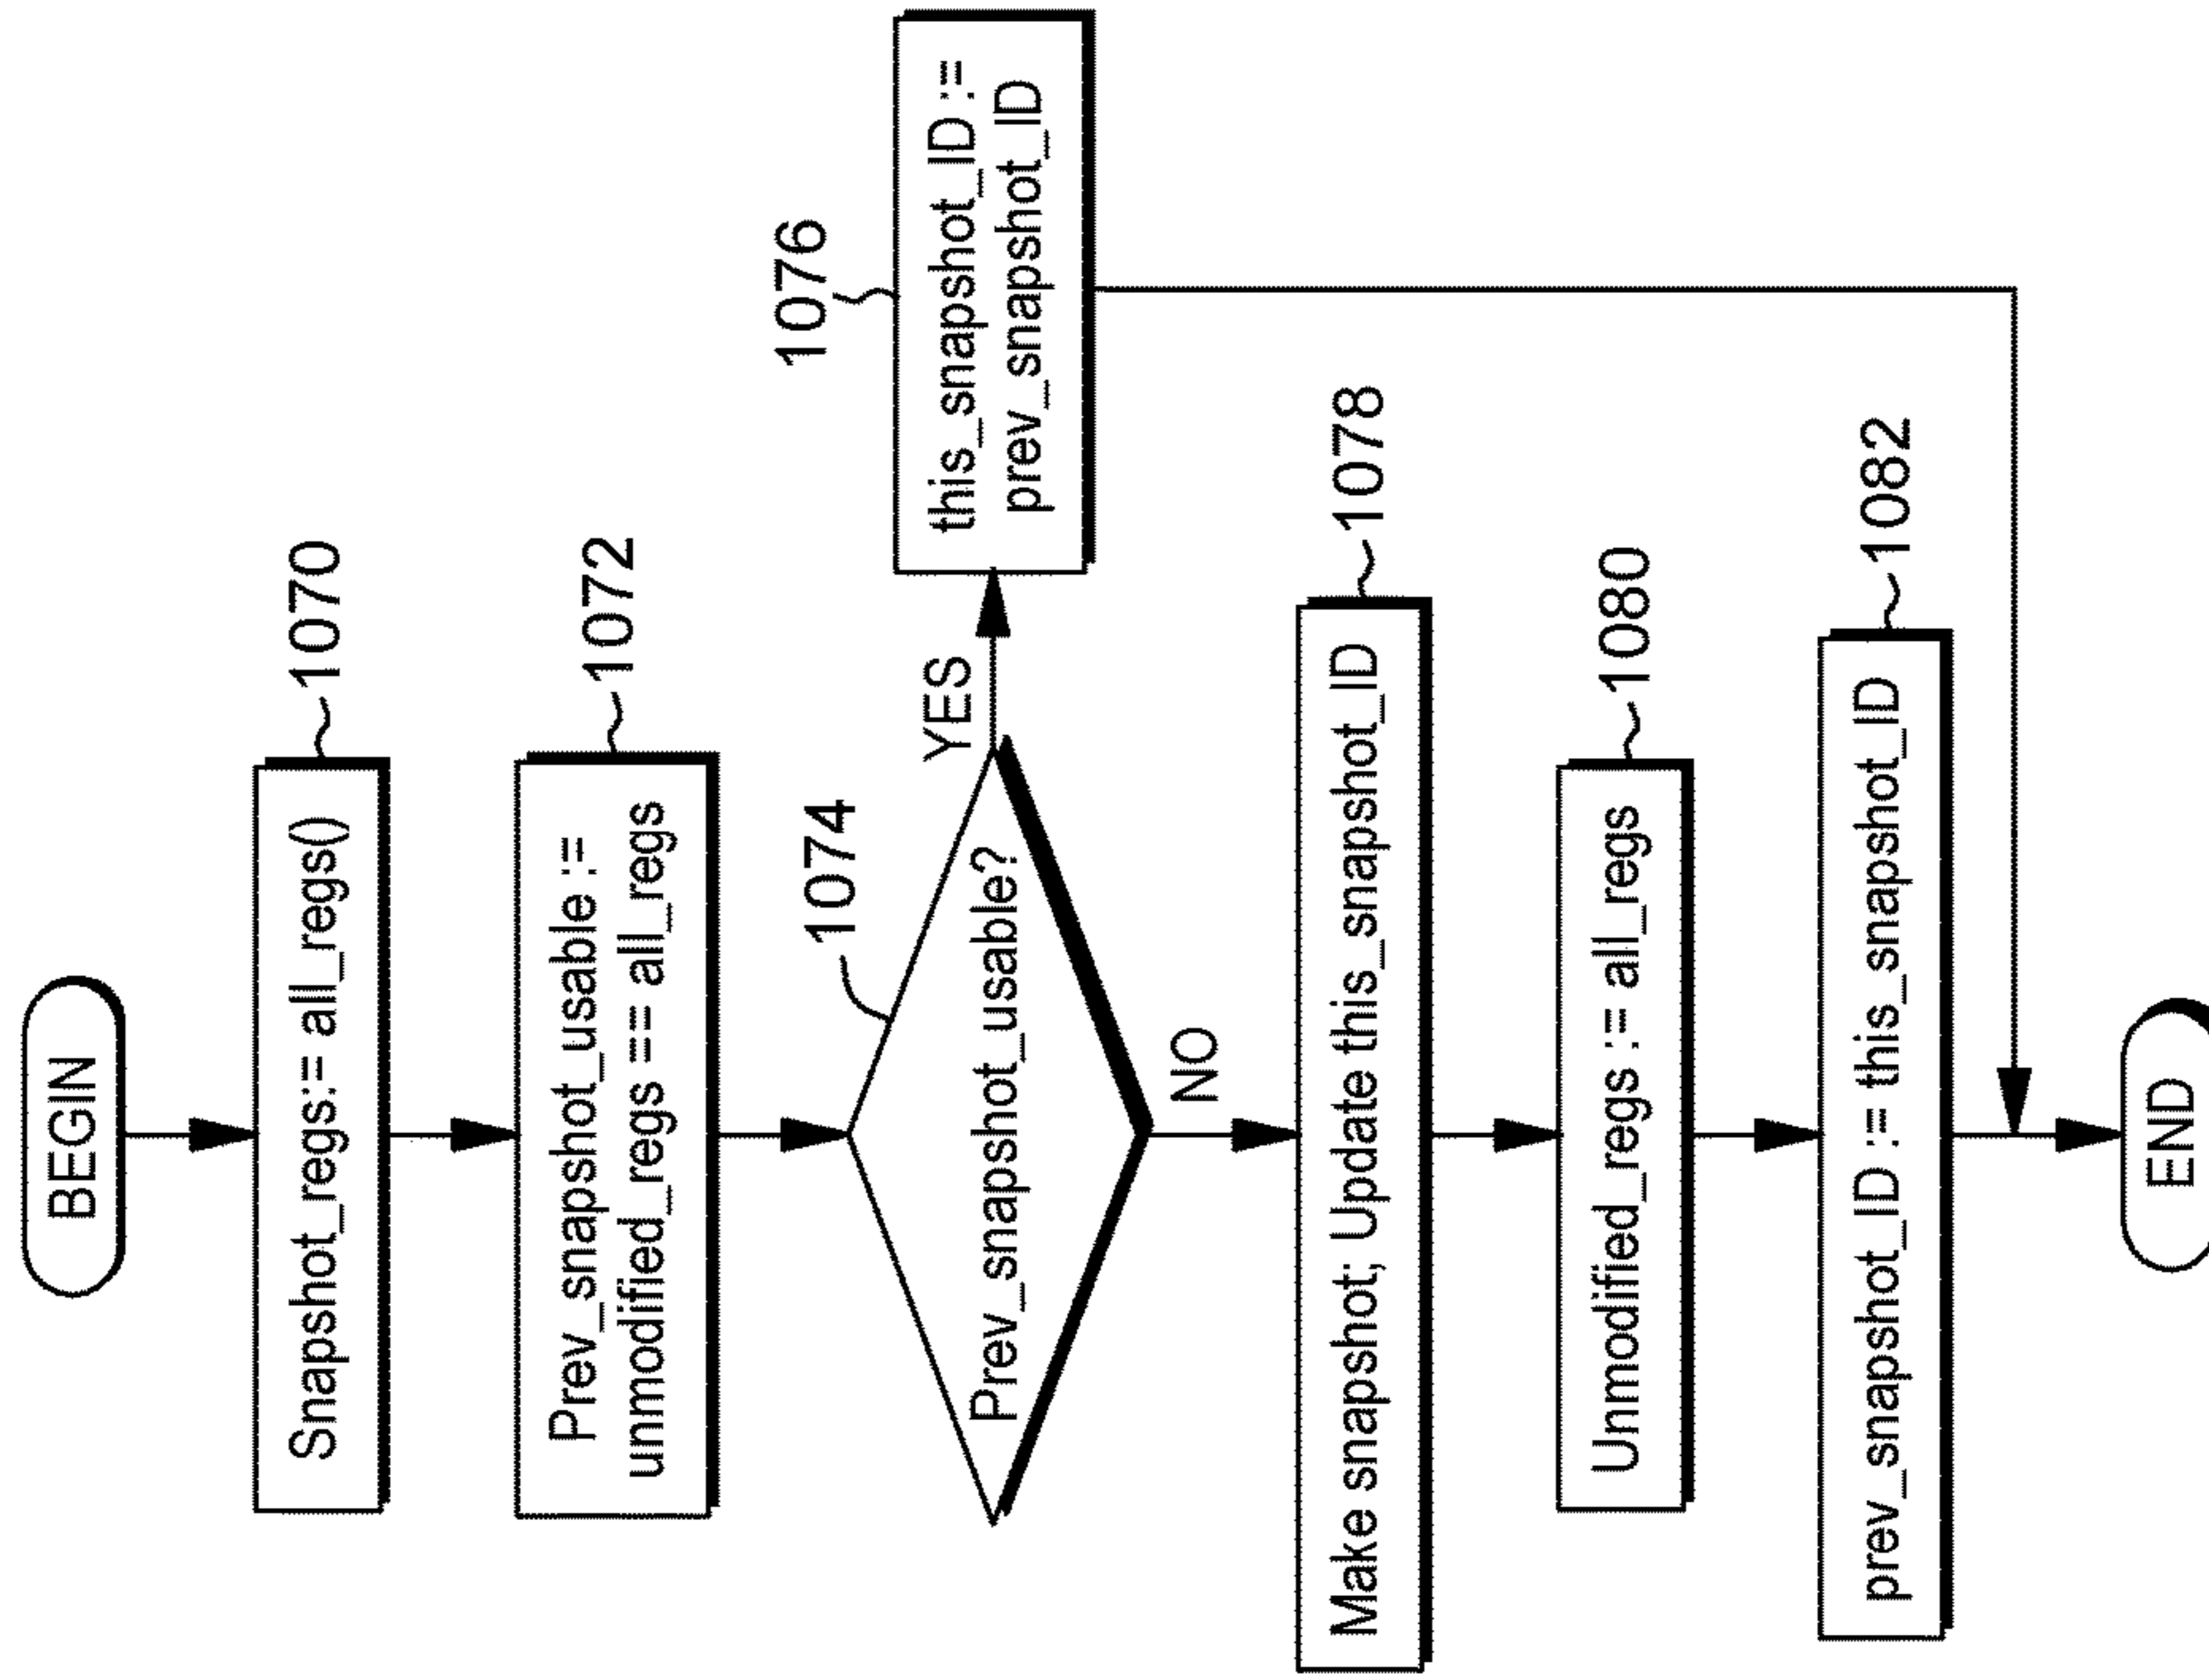 BEGIN
Snapshot_regs:= all_regs()
1070
Prev_snapshot_usable :=
unmodified_regs == all_regs
1072
Prev_snapshot_usable?
1074
YES
this_snapshot_ID :=
prev_snapshot_ID
1076
NO
Make snapshot; Update this_snapshot_ID
1078
Unmodified_regs := all_regs
1080
prev_snapshot_ID := this_snapshot_ID
1082
END